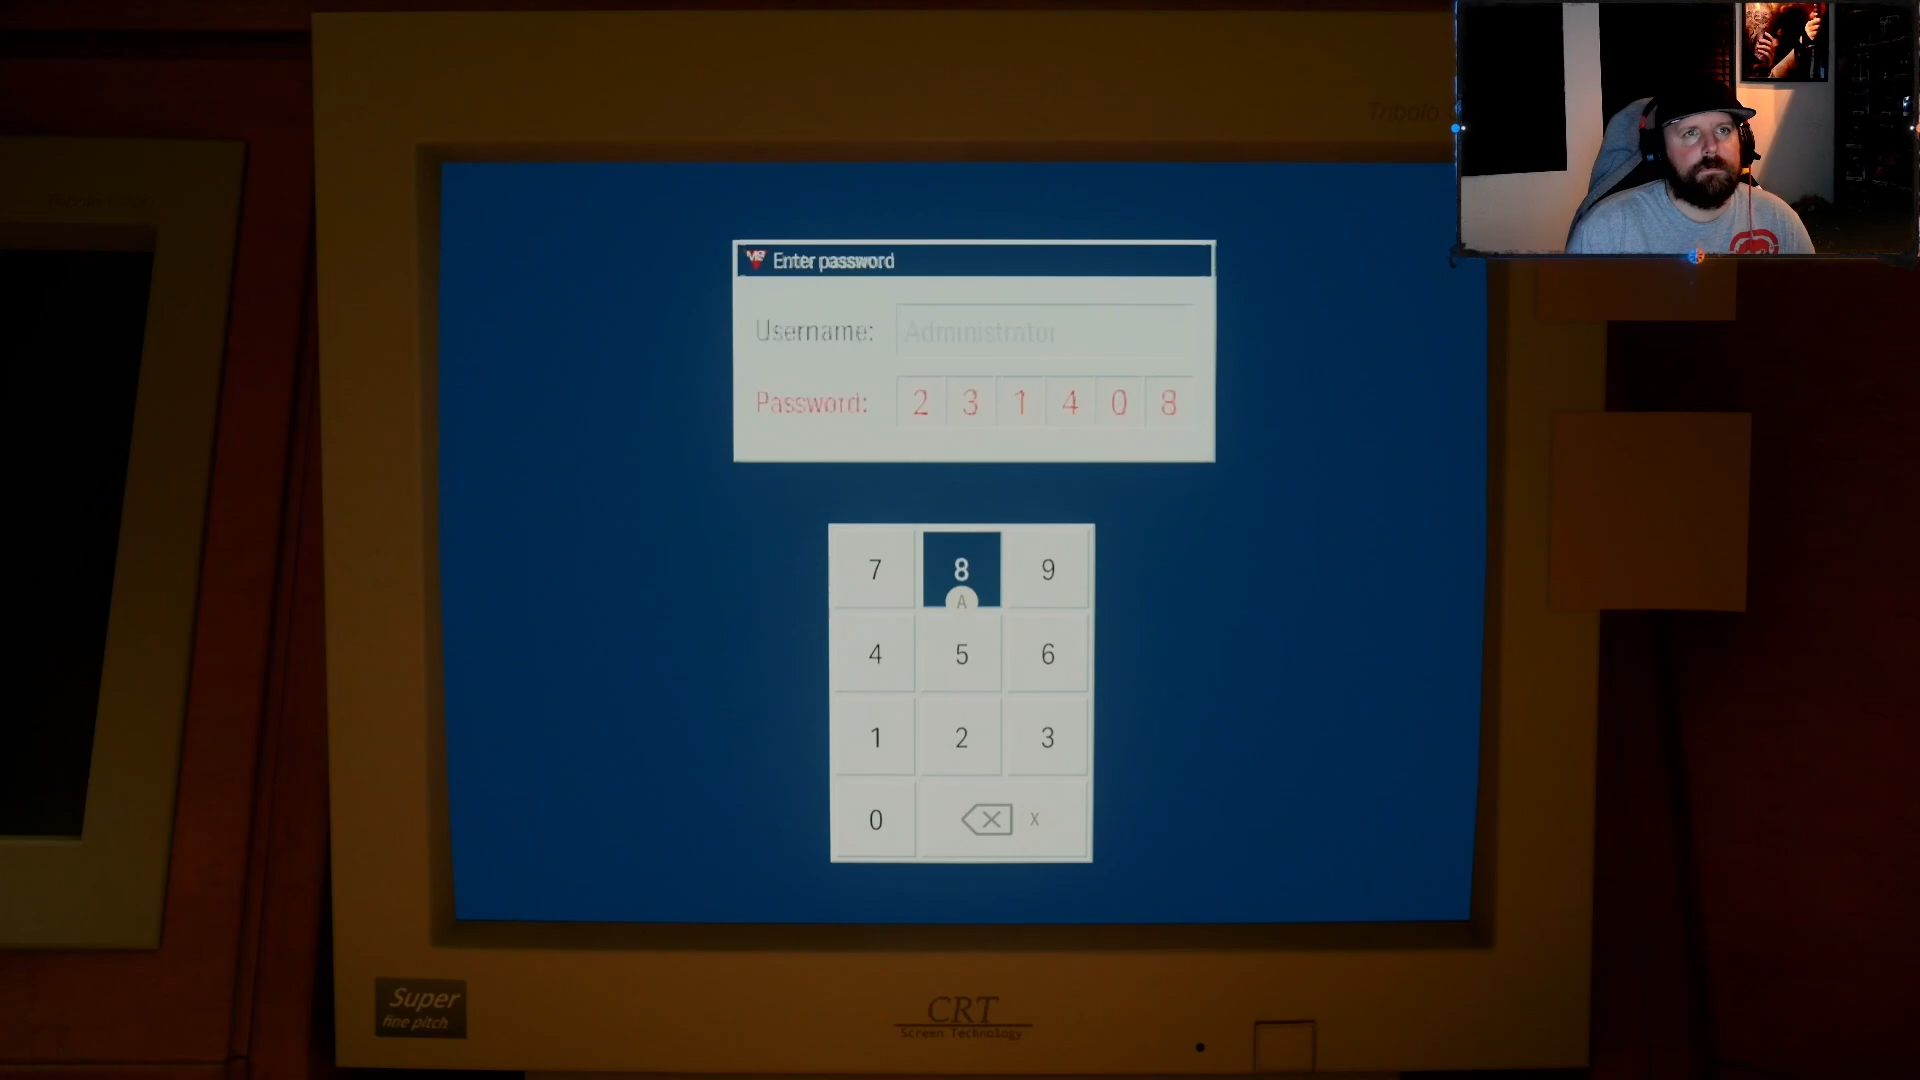 Tribolo
Enter password
Username: Administrator
Password: 2 3 1 4 0 8
7 8 9
A
4 5 6
1 2 3
0 X
Super
fine pitch
CRT
Screen Technology